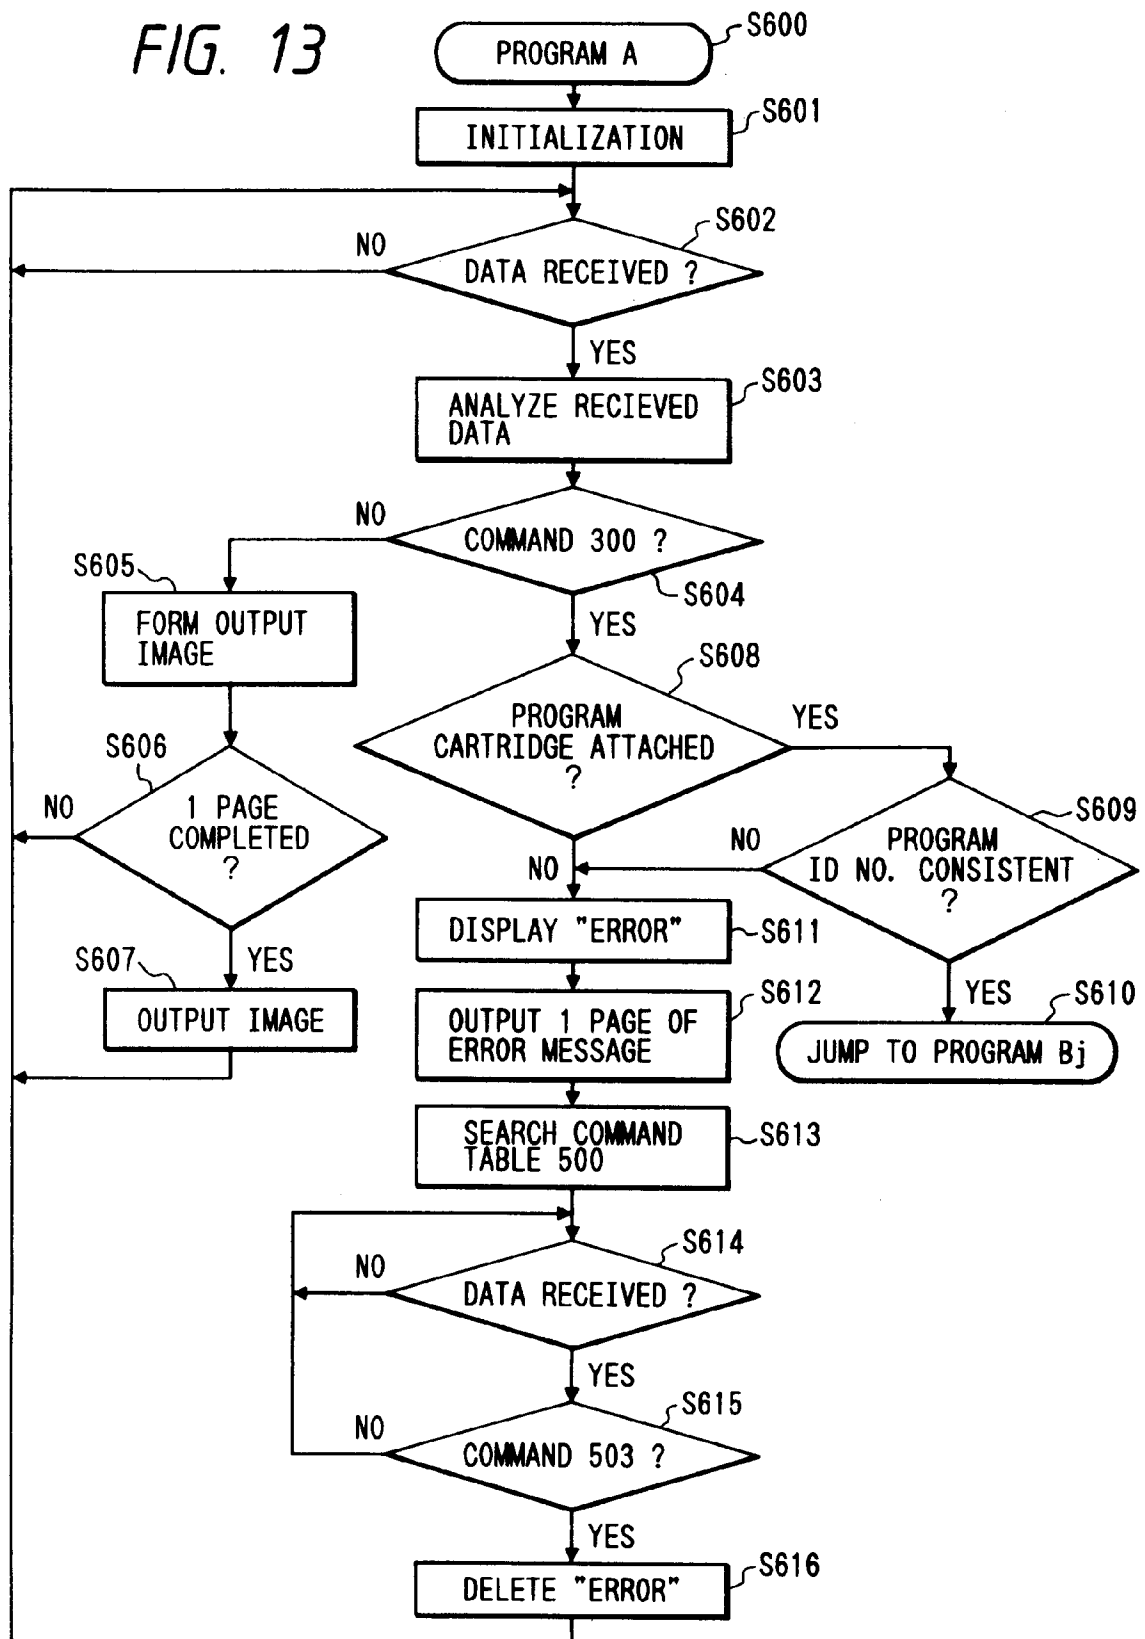 FIG. 13
PROGRAM A
S600
INITIALIZATION
S601
DATA RECEIVED ?
S602
NO
YES
ANALYZE RECIEVED
DATA
S603
COMMAND 300 ?
S604
NO
YES
S605
FORM OUTPUT
IMAGE
S606
1 PAGE
COMPLETED
?
NO
YES
S607
OUTPUT IMAGE
S608
PROGRAM
CARTRIDGE ATTACHED
?
YES
NO
S609
PROGRAM
ID NO. CONSISTENT
?
NO
YES
S610
JUMP TO PROGRAM Bj
DISPLAY "ERROR"
S611
OUTPUT 1 PAGE OF
ERROR MESSAGE
S612
SEARCH COMMAND
TABLE 500
S613
DATA RECEIVED ?
S614
NO
YES
COMMAND 503 ?
S615
NO
YES
DELETE "ERROR"
S616